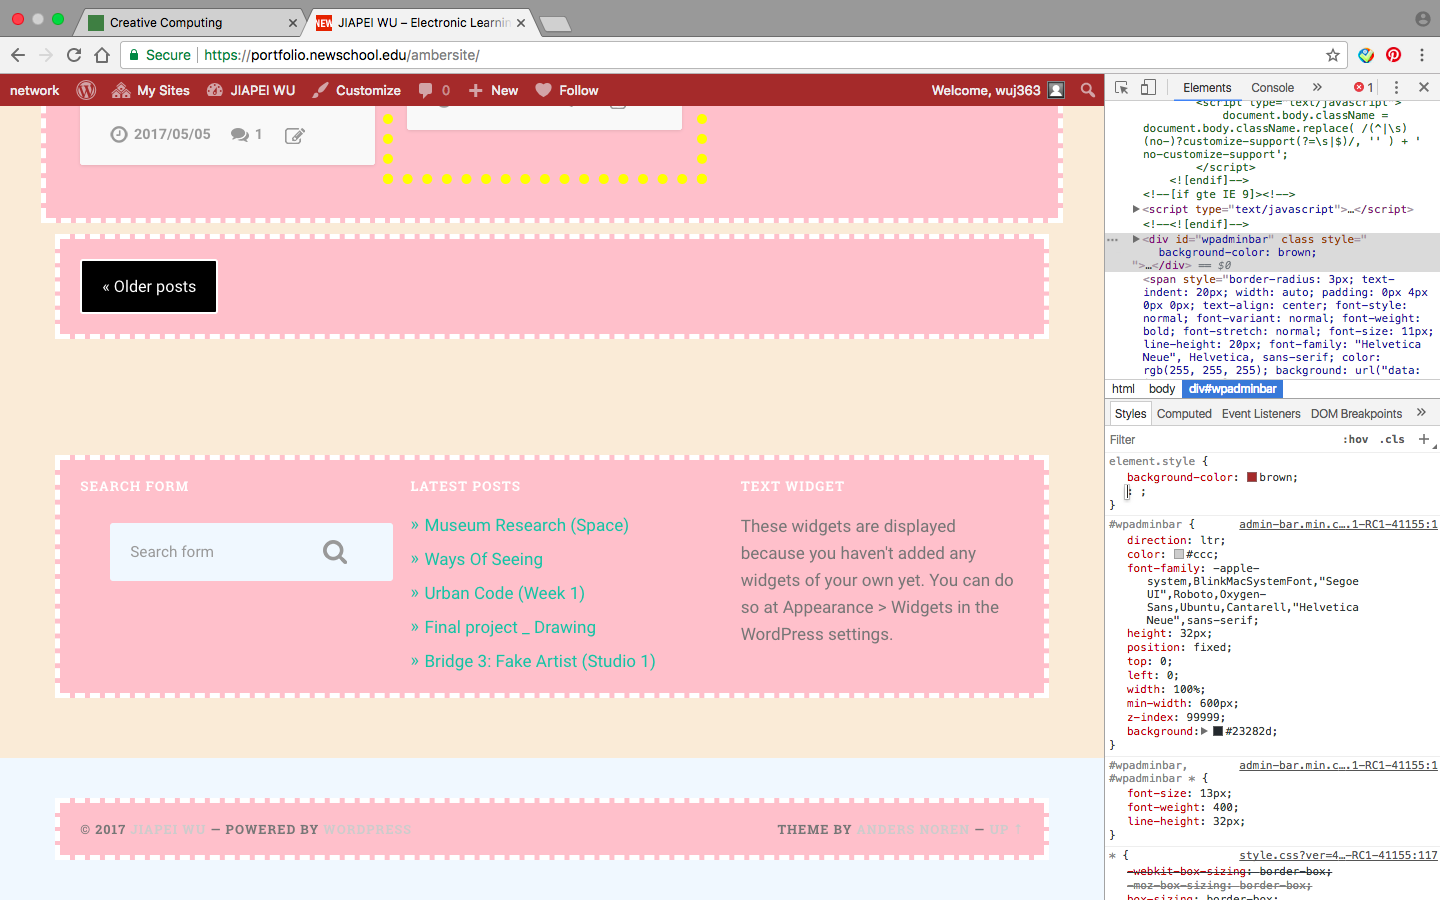 Creative Computing
NEW JIAPEI WU – Electronic Learnin
Secure https://portfolio.newschool.edu/ambersite/
network My Sites JIAPEI WU Customize 0 New Follow Welcome, wuj363
2017/05/05 1
« Older posts
SEARCH FORM
Search form
LATEST POSTS
» Museum Research (Space)
» Ways Of Seeing
» Urban Code (Week 1)
» Final project _ Drawing
» Bridge 3: Fake Artist (Studio 1)
TEXT WIDGET
These widgets are displayed
because you haven't added any
widgets of your own yet. You can do
so at Appearance > Widgets in the
WordPress settings.
© 2017 JIAPEI WU — POWERED BY WORDPRESS
THEME BY ANDERS NOREN — UP ↑
Elements Console » 1
<script type="text/javascript">
document.body.className =
document.body.className.replace( /(^|\s)
(no-)?customize-support(?=\s|$)/, '' ) + '
no-customize-support';
</script>
<![endif]-->
<!--[if gte IE 9]><!-->
<script type="text/javascript">…</script>
<!--<![endif]-->
<div id="wpadminbar" class style="
background-color: brown;
">…</div> == $0
<span style="border-radius: 3px; text-
indent: 20px; width: auto; padding: 0px 4px
0px 0px; text-align: center; font-style:
normal; font-variant: normal; font-weight:
bold; font-stretch: normal; font-size: 11px;
line-height: 20px; font-family: "Helvetica
Neue", Helvetica, sans-serif; color:
rgb(255, 255, 255); background: url("data:
html body div#wpadminbar
Styles Computed Event Listeners DOM Breakpoints »
Filter :hov .cls +
element.style {
background-color: brown;
: ;
}
#wpadminbar { admin-bar.min.c….1-RC1-41155:1
direction: ltr;
color: #ccc;
font-family: -apple-
system,BlinkMacSystemFont,"Segoe
UI",Roboto,Oxygen-
Sans,Ubuntu,Cantarell,"Helvetica
Neue",sans-serif;
height: 32px;
position: fixed;
top: 0;
left: 0;
width: 100%;
min-width: 600px;
z-index: 99999;
background: #23282d;
}
#wpadminbar, admin-bar.min.c….1-RC1-41155:1
#wpadminbar * {
font-size: 13px;
font-weight: 400;
line-height: 32px;
}
* { style.css?ver=4…-RC1-41155:117
-webkit-box-sizing: border-box;
-moz-box-sizing: border-box;
box-sizing: border-box;